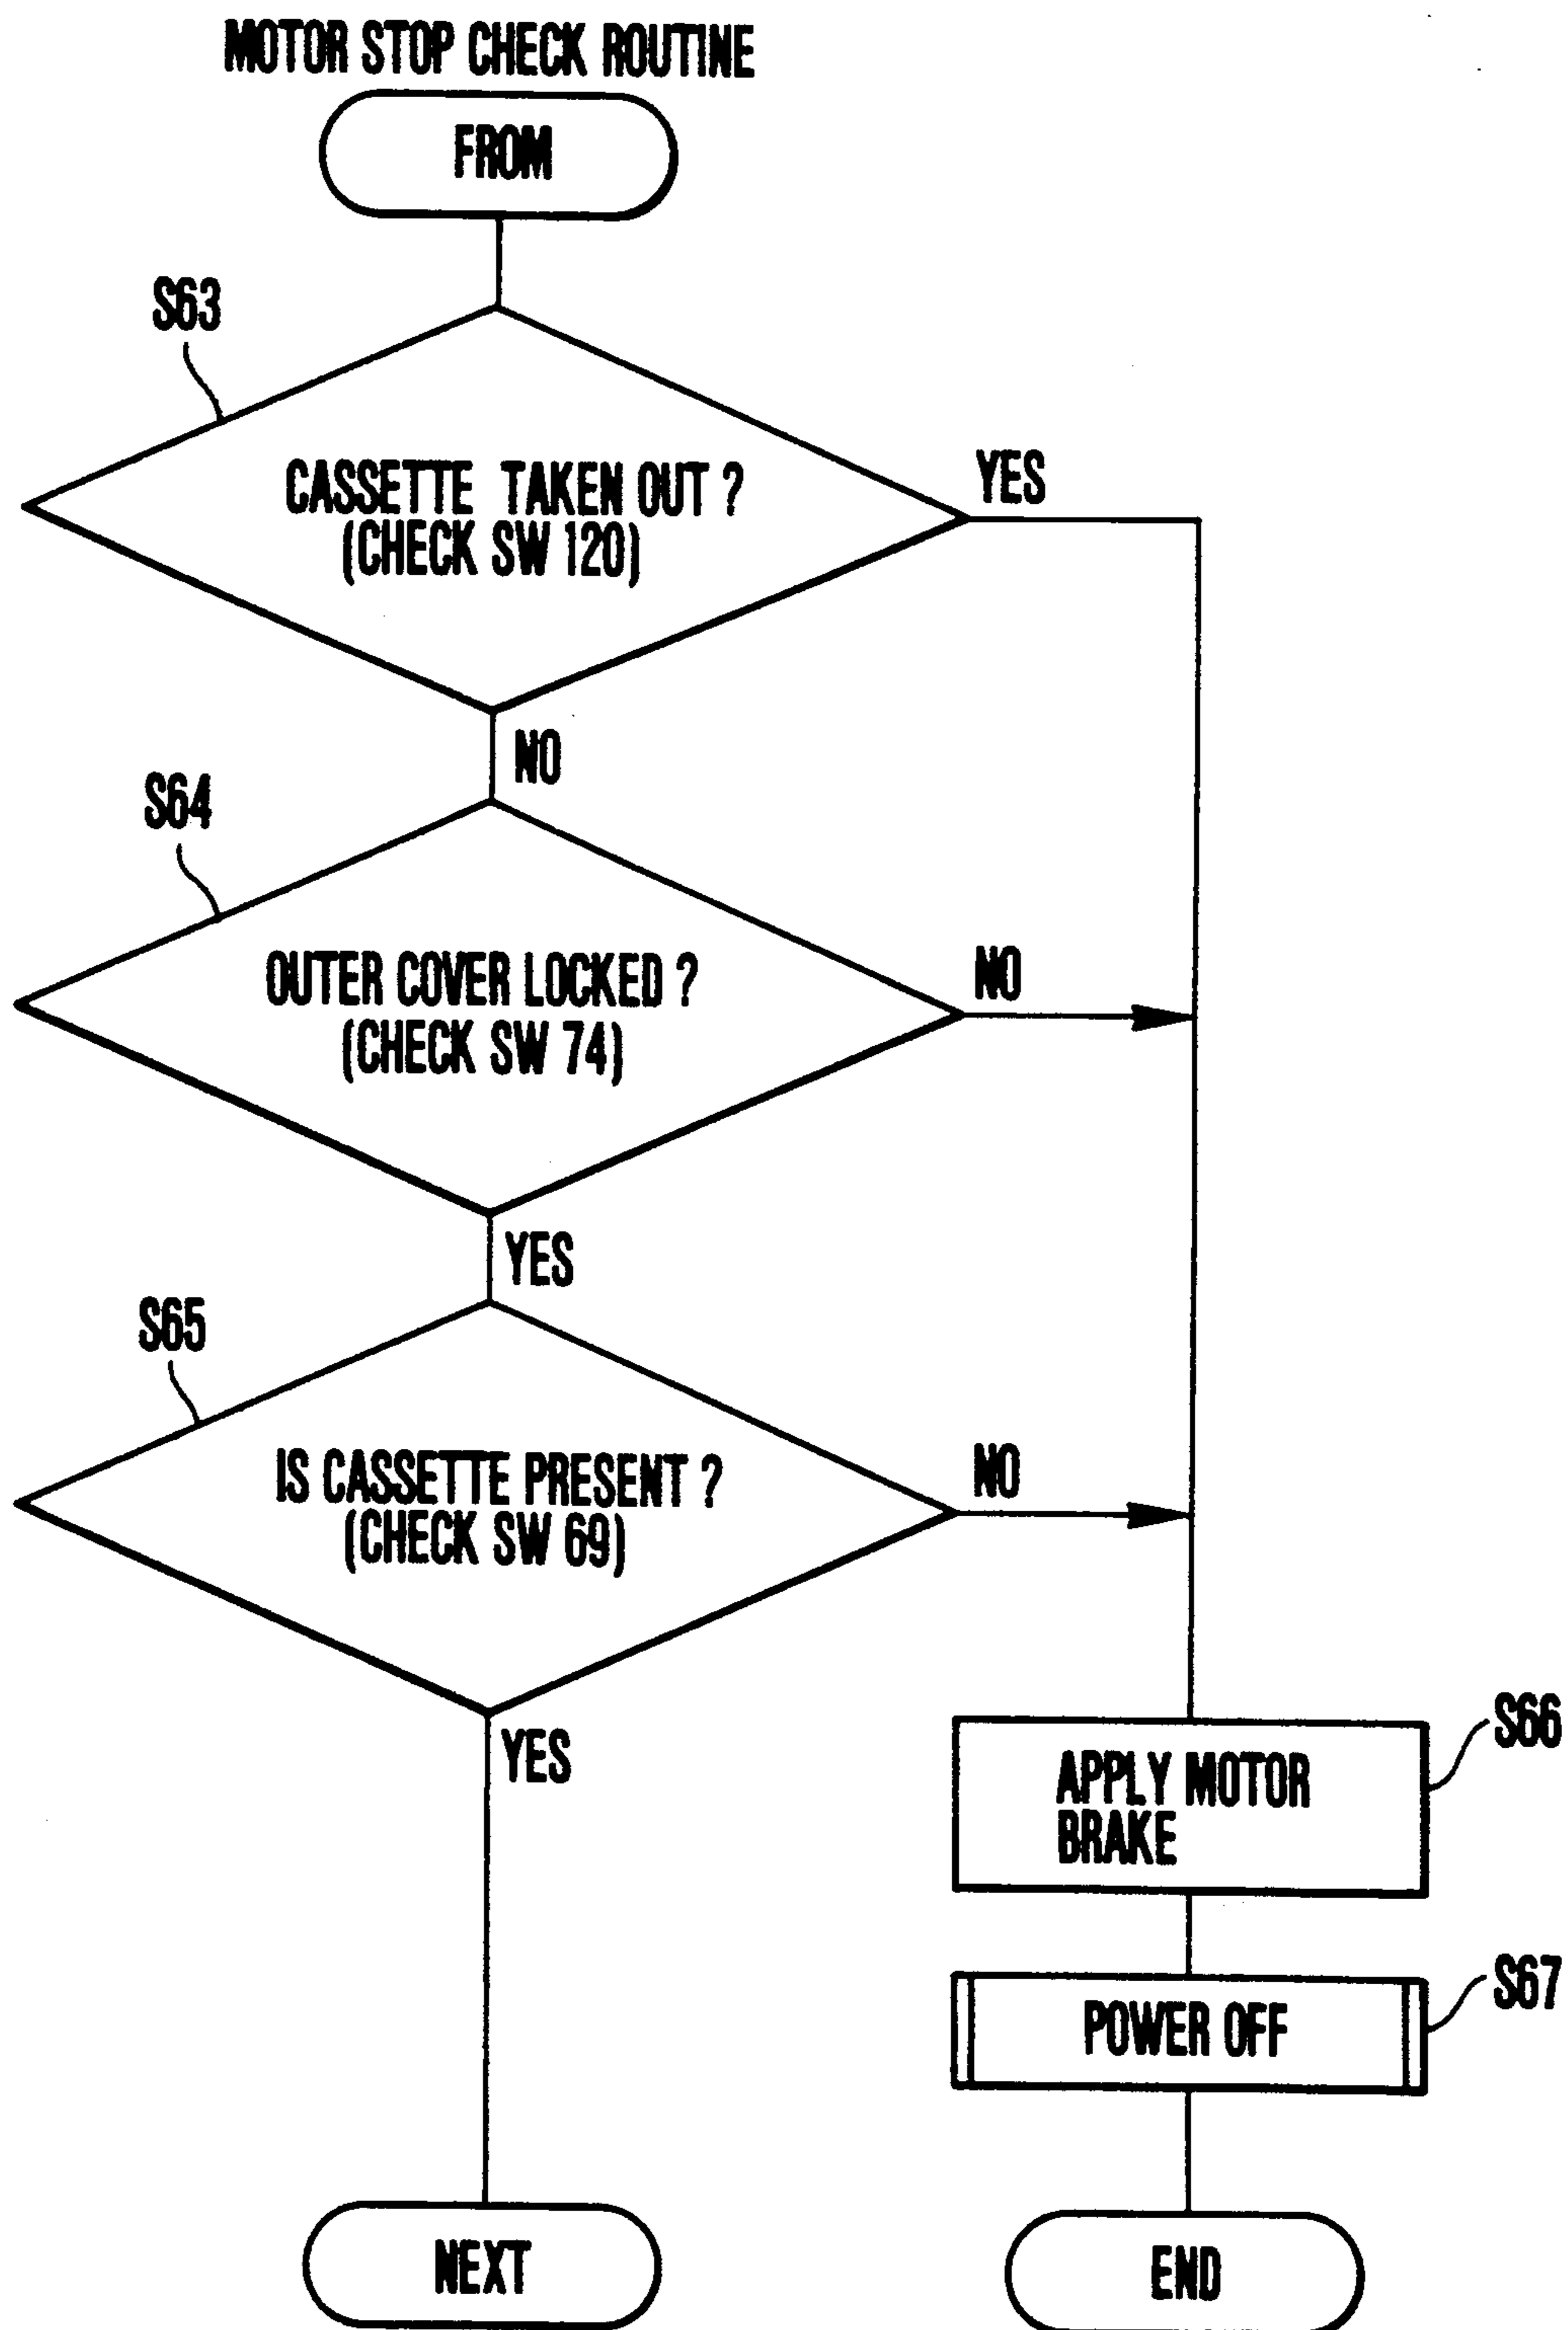 MOTOR STOP CHECK ROUTINE
FROM
S63
CASSETTE TAKEN OUT ?
(CHECK SW 120)
YES
NO
S64
OUTER COVER LOCKED ?
(CHECK SW 74)
NO
YES
S65
IS CASSETTE PRESENT ?
(CHECK SW 69)
NO
YES
S66
APPLY MOTOR
BRAKE
S67
POWER OFF
NEXT
END